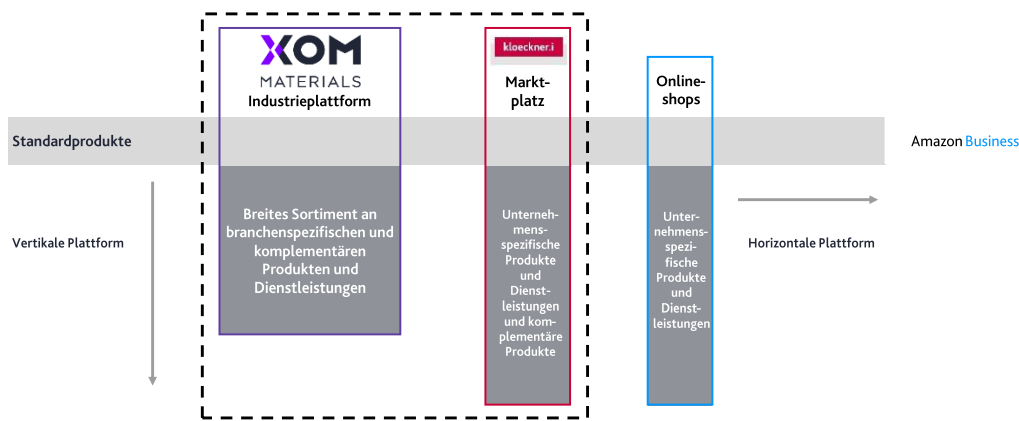 XOM
MATERIALS
Industrieplattform
kloeckner.i
Markt-
platz
Online-
shops
Standardprodukte
Amazon Business
Vertikale Plattform
Breites Sortiment an
branchenspezifischen und
komplementären
Produkten und
Dienstleistungen
Unterneh-
mens-
spezifische
Produkte
und
Dienst-
leistungen
und kom-
plementäre
Produkte
Unter-
nehmens-
spezi-
fische
Produkte
und
Dienst-
leistungen
Horizontale Plattform